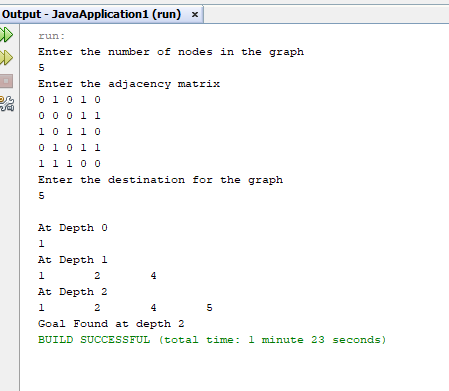 Output - JavaApplication1 (run) ×
run:
Enter the number of nodes in the graph
5
Enter the adjacency matrix
0 1 0 1 0
0 0 0 1 1
1 0 1 1 0
0 1 0 1 1
1 1 1 0 0
Enter the destination for the graph
5
At Depth 0
1
At Depth 1
1 2 4
At Depth 2
1 2 4 5
Goal Found at depth 2
BUILD SUCCESSFUL (total time: 1 minute 23 seconds)